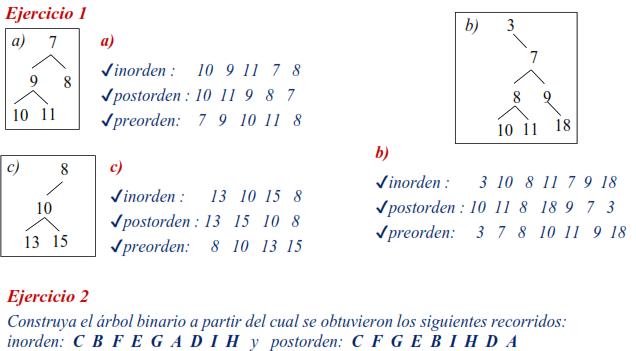 Ejercicio 1
a)
7
9 8
10 11
a)
✓inorden : 10 9 11 7 8
✓postorden : 10 11 9 8 7
✓preorden: 7 9 10 11 8
b)
3
7
8 9
10 11 18
b)
✓inorden : 3 10 8 11 7 9 18
✓postorden : 10 11 8 18 9 7 3
✓preorden: 3 7 8 10 11 9 18
c)
8
10
13 15
c)
✓inorden : 13 10 15 8
✓postorden : 13 15 10 8
✓preorden: 8 10 13 15
Ejercicio 2
Construya el árbol binario a partir del cual se obtuvieron los siguientes recorridos:
inorden: C B F E G A D I H y postorden: C F G E B I H D A